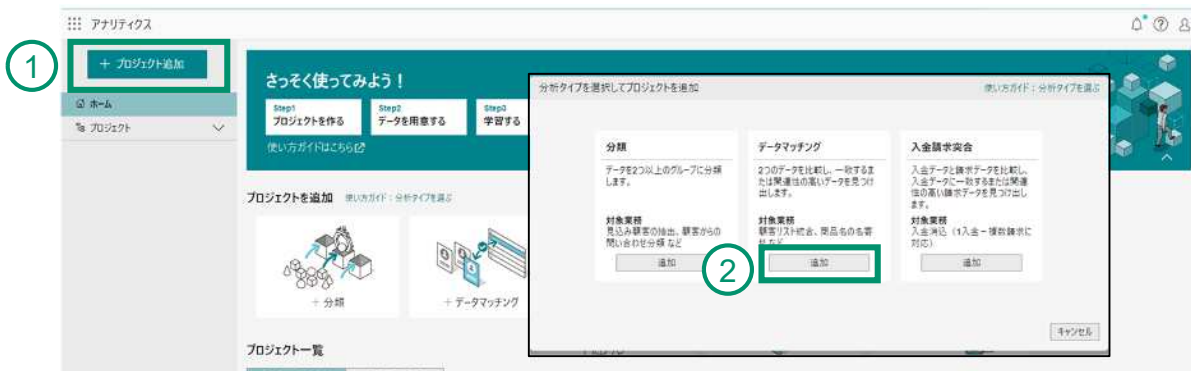 アナリティクス
1
+ プロジェクト追加
ホーム
プロジェクト
さっそく使ってみよう！
Step1
プロジェクトを作る
Step2
データを用意する
Step3
学習する
使い方ガイドはこちら
プロジェクトを追加 使い方ガイド：分析タイプを選ぶ
+ 分類
+ データマッチング
プロジェクト一覧
分析タイプを選択してプロジェクトを追加
使い方ガイド：分析タイプを選ぶ
分類
データを2つ以上のグループに分類
します。
対象業務
見込み顧客の抽出、顧客からの
問い合わせ分類 など
追加
データマッチング
2つのデータを比較し、一致するま
たは関連性の高いデータを見つけ
出します。
対象業務
顧客リスト統合、商品名の名寄
せなど
2
追加
入金請求突合
入金データと請求データを比較し、
入金データに一致するまたは関連
性の高い請求データを見つけ出し
ます。
対象業務
入金消込（1入金－複数請求に
対応）
追加
キャンセル